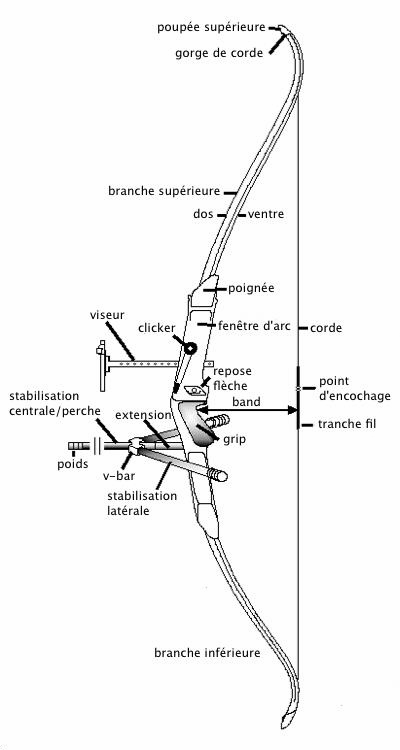 poupée supérieure
gorge de corde
branche supérieure
dos
ventre
poignée
viseur
clicker
fenêtre d'arc
corde
repose
flèche
band
point
d'encochage
stabilisation
centrale/perche
extension
tranche fil
grip
poids
v-bar
stabilisation
latérale
branche inférieure